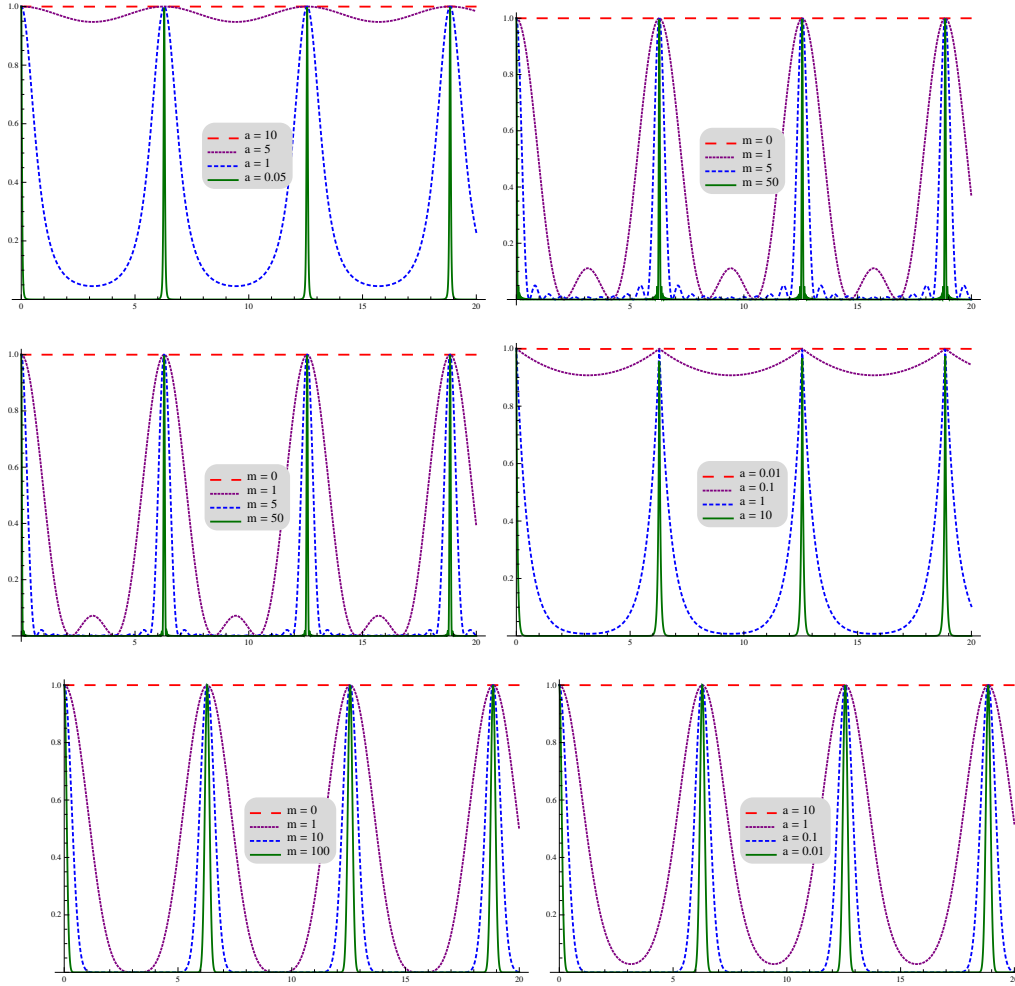 1.0
0.8
0.6
0.4
0.2
0 5 10 15 20
a = 10
a = 5
a = 1
a = 0.05
1.0
0.8
0.6
0.4
0.2
0 5 10 15 20
m = 0
m = 1
m = 5
m = 50
1.0
0.8
0.6
0.4
0.2
0 5 10 15 20
m = 0
m = 1
m = 5
m = 50
1.0
0.8
0.6
0.4
0.2
0 5 10 15 20
a = 0.01
a = 0.1
a = 1
a = 10
1.0
0.8
0.6
0.4
0.2
0 5 10 15 20
m = 0
m = 1
m = 10
m = 100
1.0
0.8
0.6
0.4
0.2
0 5 10 15 20
a = 10
a = 1
a = 0.1
a = 0.01